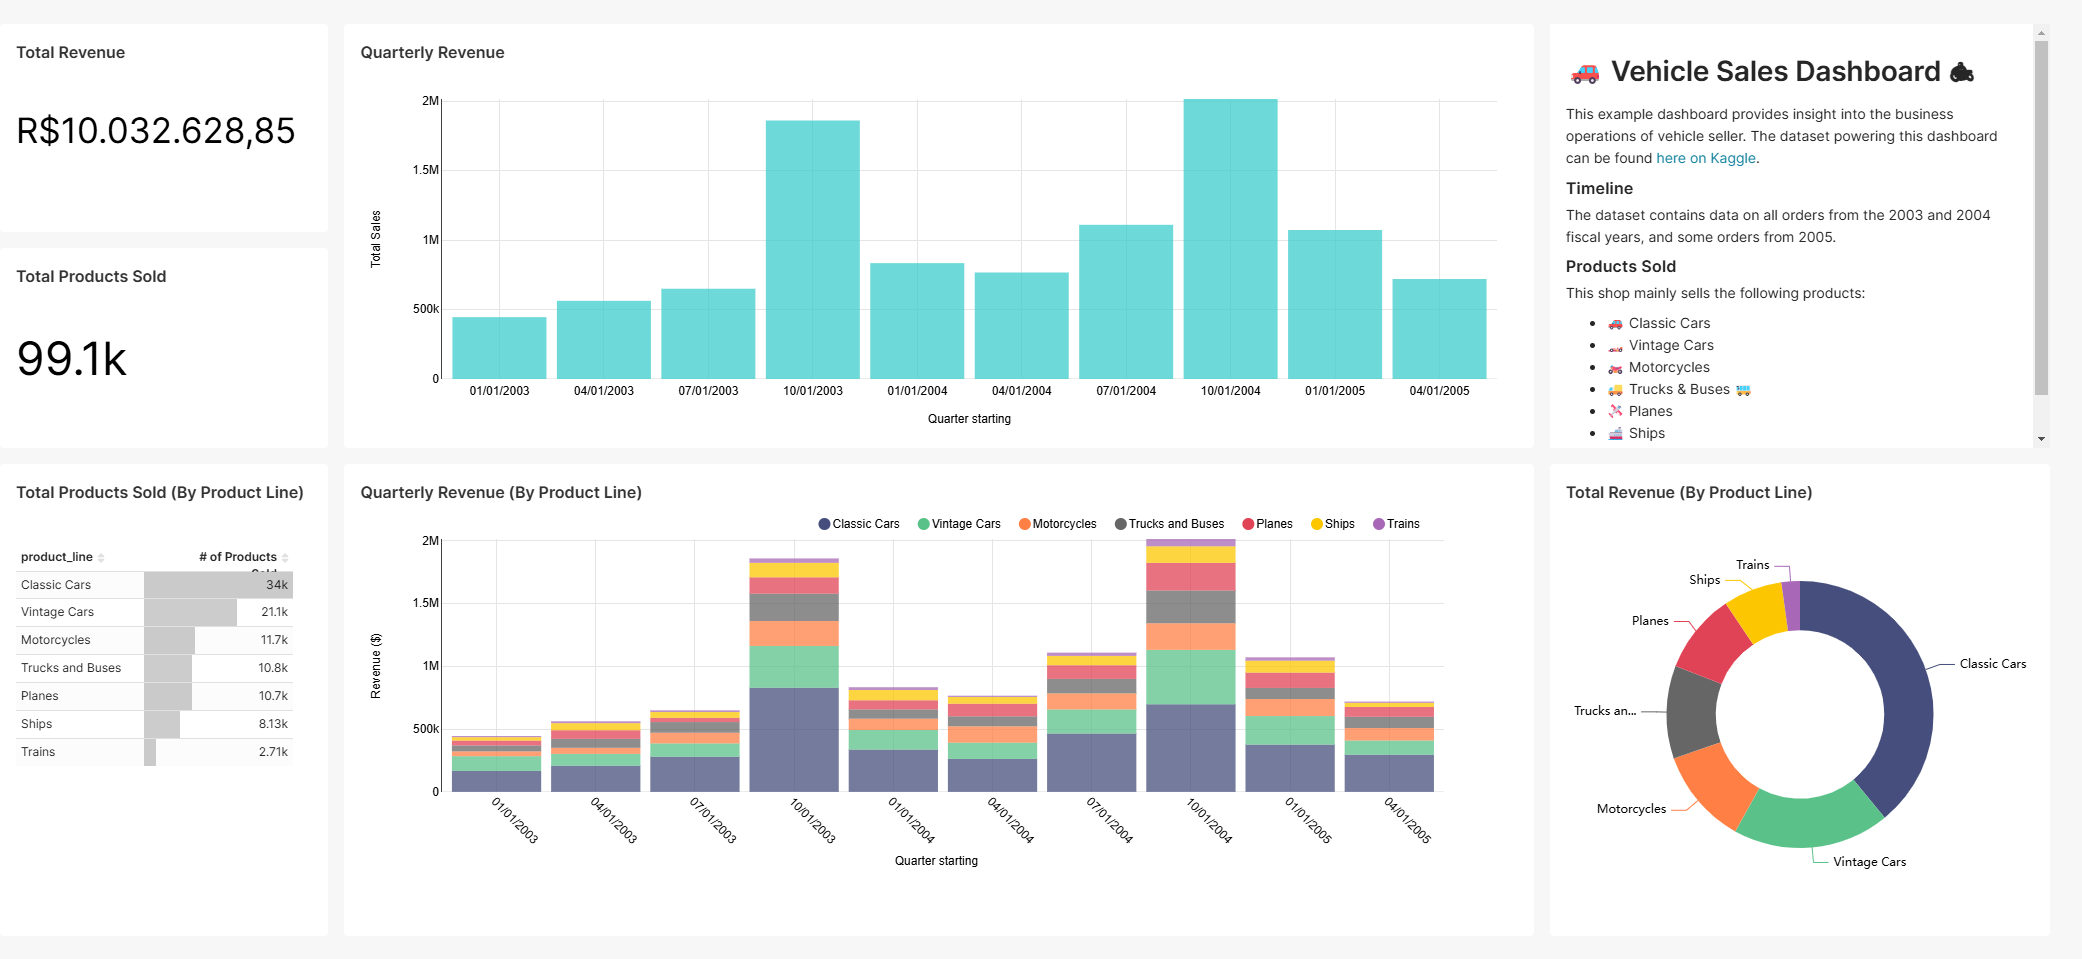 Total Revenue
R$10.032.628,85
Total Products Sold
99.1k
Quarterly Revenue
Total Sales
2M
1.5M
1M
500k
0
01/01/2003 04/01/2003 07/01/2003 10/01/2003 01/01/2004 04/01/2004 07/01/2004 10/01/2004 01/01/2005 04/01/2005
Quarter starting
🚗 Vehicle Sales Dashboard 🏍
This example dashboard provides insight into the business
operations of vehicle seller. The dataset powering this dashboard
can be found here on Kaggle.
Timeline
The dataset contains data on all orders from the 2003 and 2004
fiscal years, and some orders from 2005.
Products Sold
This shop mainly sells the following products:
• 🚗 Classic Cars
• 🏎️ Vintage Cars
• 🏍️ Motorcycles
• 🚚 Trucks & Buses 🚌
• 🛩️ Planes
• 🚢 Ships
Total Products Sold (By Product Line)
product_line # of Products
Classic Cars 34k
Vintage Cars 21.1k
Motorcycles 11.7k
Trucks and Buses 10.8k
Planes 10.7k
Ships 8.13k
Trains 2.71k
Quarterly Revenue (By Product Line)
Classic Cars Vintage Cars Motorcycles Trucks and Buses Planes Ships Trains
Revenue ($)
2M
1.5M
1M
500k
0
01/01/2003 04/01/2003 07/01/2003 10/01/2003 01/01/2004 04/01/2004 07/01/2004 10/01/2004 01/01/2005 04/01/2005
Quarter starting
Total Revenue (By Product Line)
Trains
Ships
Planes
Classic Cars
Trucks an...
Motorcycles
Vintage Cars